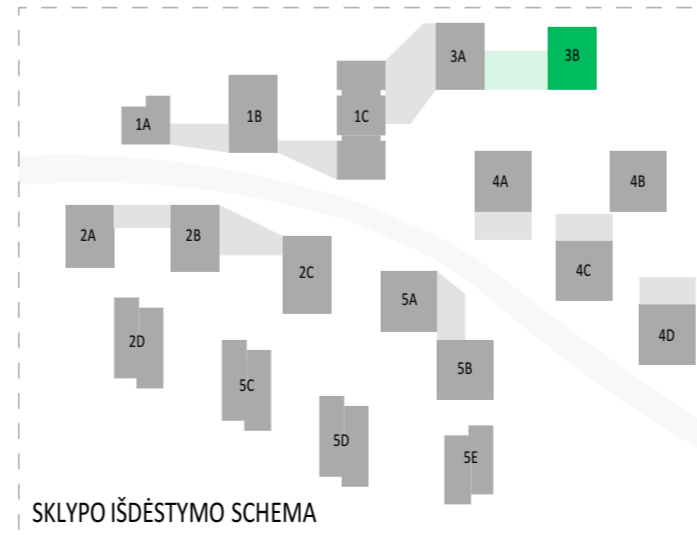 3A
3B
1A
1B
1C
4A
4B
2A
2B
2C
4C
5A
2D
4D
5B
5C
5D
5E
SKLYPO IŠDĖSTYMO SCHEMA